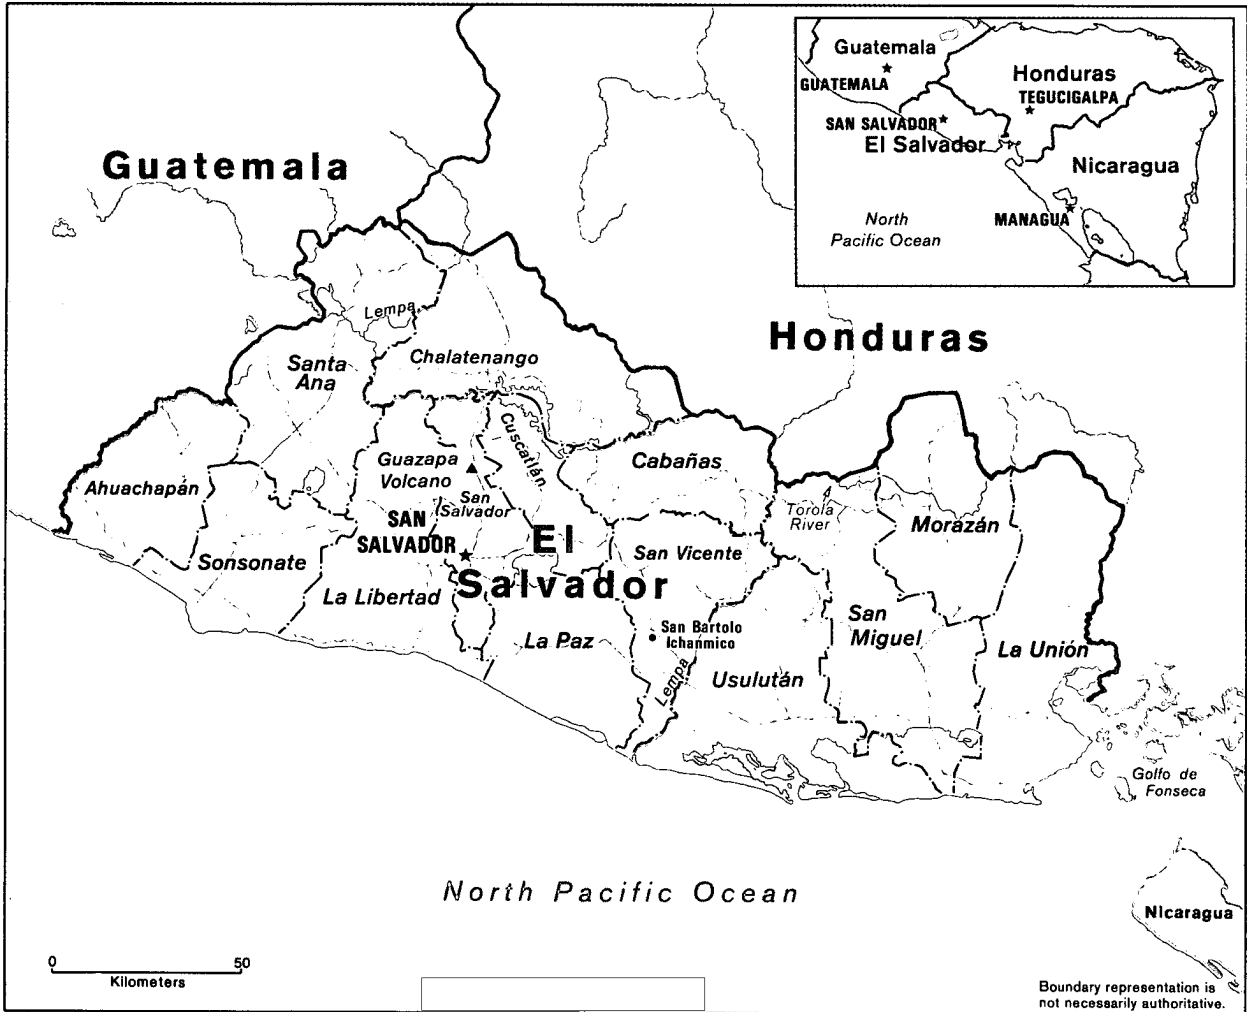 Guatemala
GUATEMALA
Honduras
TEGUCIGALPA
SAN SALVADOR
El Salvador
Nicaragua
MANAGUA
North
Pacific Ocean
Guatemala
Honduras
Lempa
Santa
Ana
Chalatenango
Cuscatlán
Guazapa
Volcano
Cabañas
Ahuachapán
San
Salvador
SAN
SALVADOR
Torola
River
Morazán
El
Salvador
Sonsonate
San Vicente
La Libertad
San Bartolo
Ichanmico
La Paz
San
Miguel
La Unión
Lempa
Usulután
Golfo de
Fonseca
North Pacific Ocean
Nicaragua
0 50
Kilometers
Boundary representation is
not necessarily authoritative.